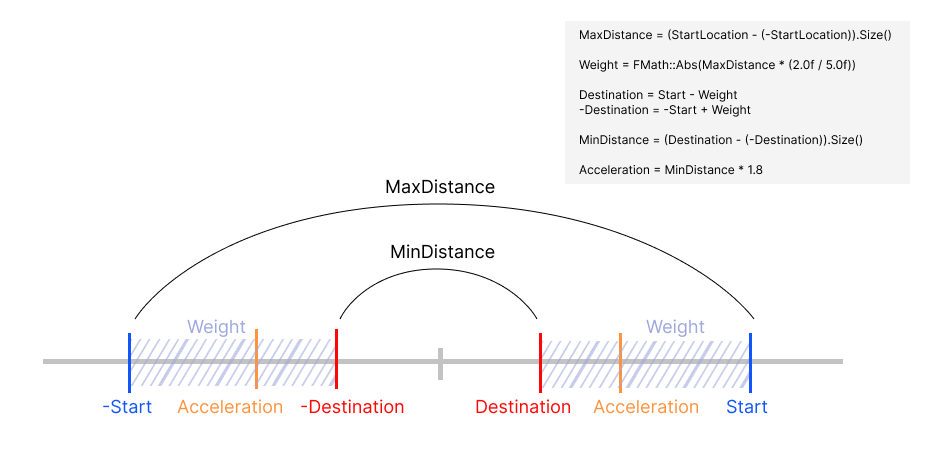 MaxDistance = (StartLocation - (-StartLocation)).Size()
Weight = FMath::Abs(MaxDistance * (2.0f / 5.0f))
Destination = Start - Weight
-Destination = -Start + Weight
MinDistance = (Destination - (-Destination)).Size()
Acceleration = MinDistance * 1.8
MaxDistance
MinDistance
Weight
Weight
-Start
Acceleration
-Destination
Destination
Acceleration
Start